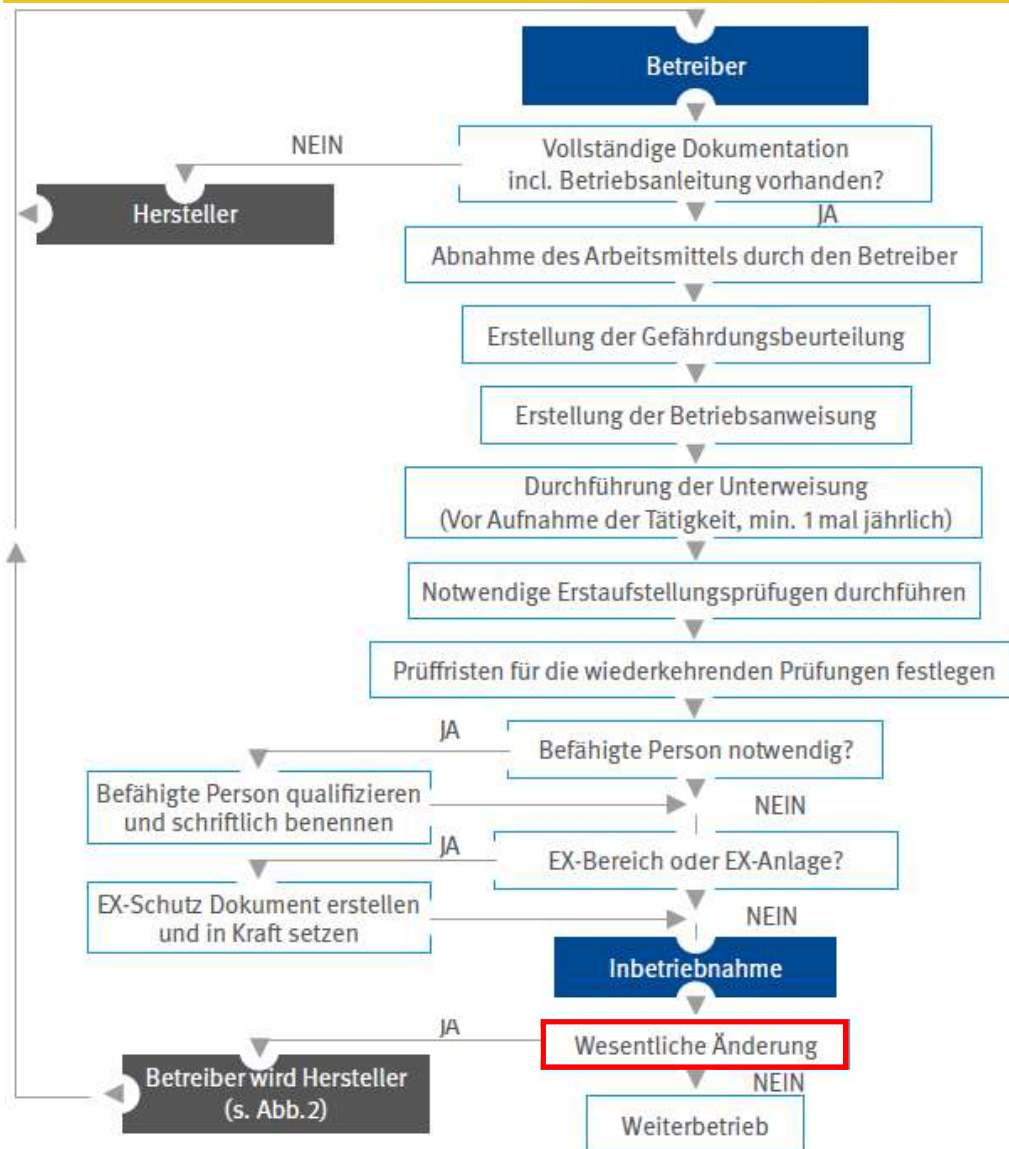 Betreiber
NEIN
Vollständige Dokumentation
incl. Betriebsanleitung vorhanden?
Hersteller
JA
Abnahme des Arbeitsmittels durch den Betreiber
Erstellung der Gefährdungsbeurteilung
Erstellung der Betriebsanweisung
Durchführung der Unterweisung
(Vor Aufnahme der Tätigkeit, min. 1 mal jährlich)
Notwendige Erstaufstellungsprüfugen durchführen
Prüffristen für die wiederkehrenden Prüfungen festlegen
JA
Befähigte Person notwendig?
Befähigte Person qualifizieren
und schriftlich benennen
NEIN
JA
EX-Bereich oder EX-Anlage?
EX-Schutz Dokument erstellen
und in Kraft setzen
NEIN
Inbetriebnahme
JA
Wesentliche Änderung
Betreiber wird Hersteller
(s. Abb.2)
NEIN
Weiterbetrieb